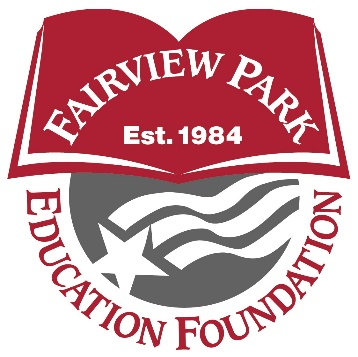 FAIRVIEW PARK
Est. 1984
EDUCATION FOUNDATION